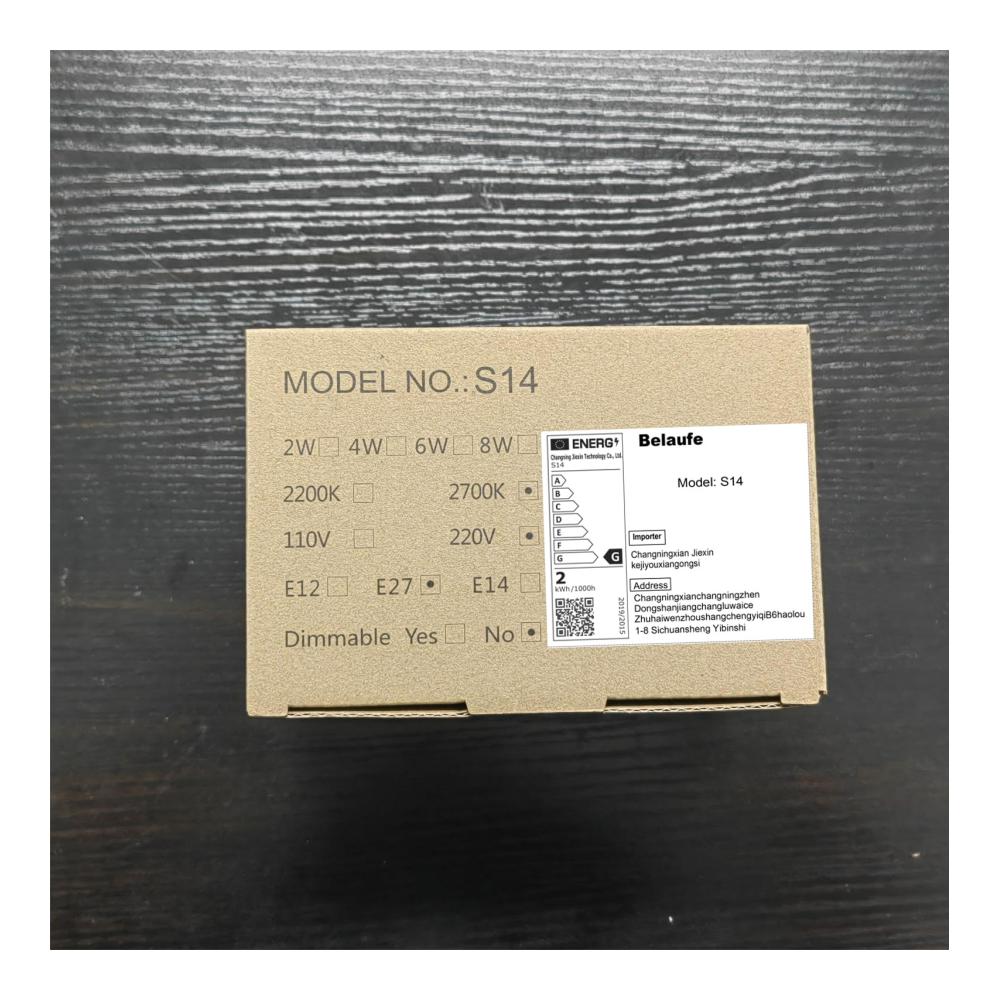 MODEL NO.: S14
2W 4W 6W 8W
2200K 2700K
110V 220V
E12 E27 E14
Dimmable Yes No
ENERG
Changning Jiexin Technology Co., Ltd.
S14
A
B
C
D
E
F
G
G
2
kWh/1000h
2019/2015
Belaufe
Model: S14
Importer
Changningxian Jiexin
kejiyouxiangongsi
Address
Changningxianchangningzhen
Dongshanjiangchangluwaice
ZhuhaiwenzhoushangchengyiqiB6haolou
1-8 Sichuansheng Yibinshi